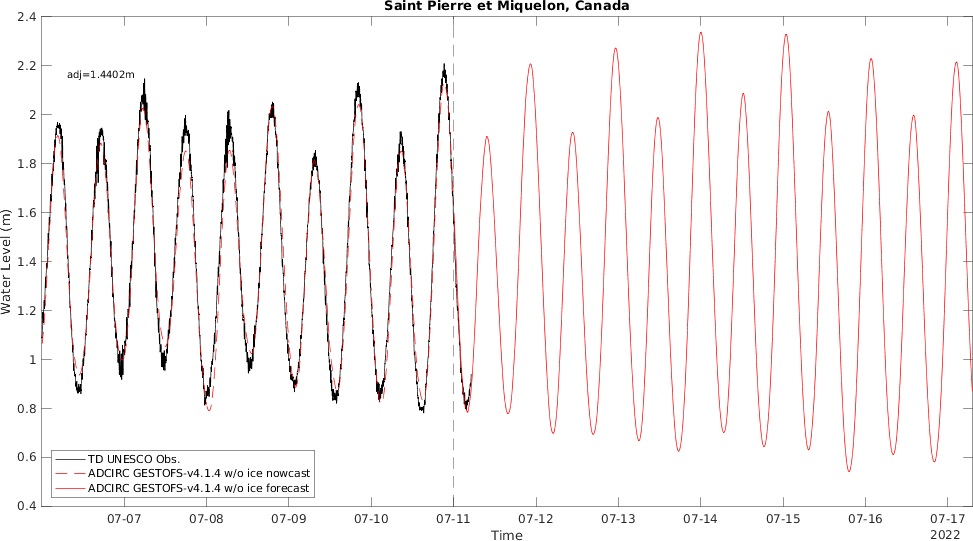 Saint Pierre et Miquelon, Canada
2.4
2.2
2
1.8
1.6
1.4
1.2
1
0.8
0.6
0.4
Water Level (m)
adj=1.4402m
TD UNESCO Obs.
ADCIRC GESTOFS-v4.1.4 w/o ice nowcast
ADCIRC GESTOFS-v4.1.4 w/o ice forecast
07-07 07-08 07-09 07-10 07-11 07-12 07-13 07-14 07-15 07-16 07-17
2022
Time